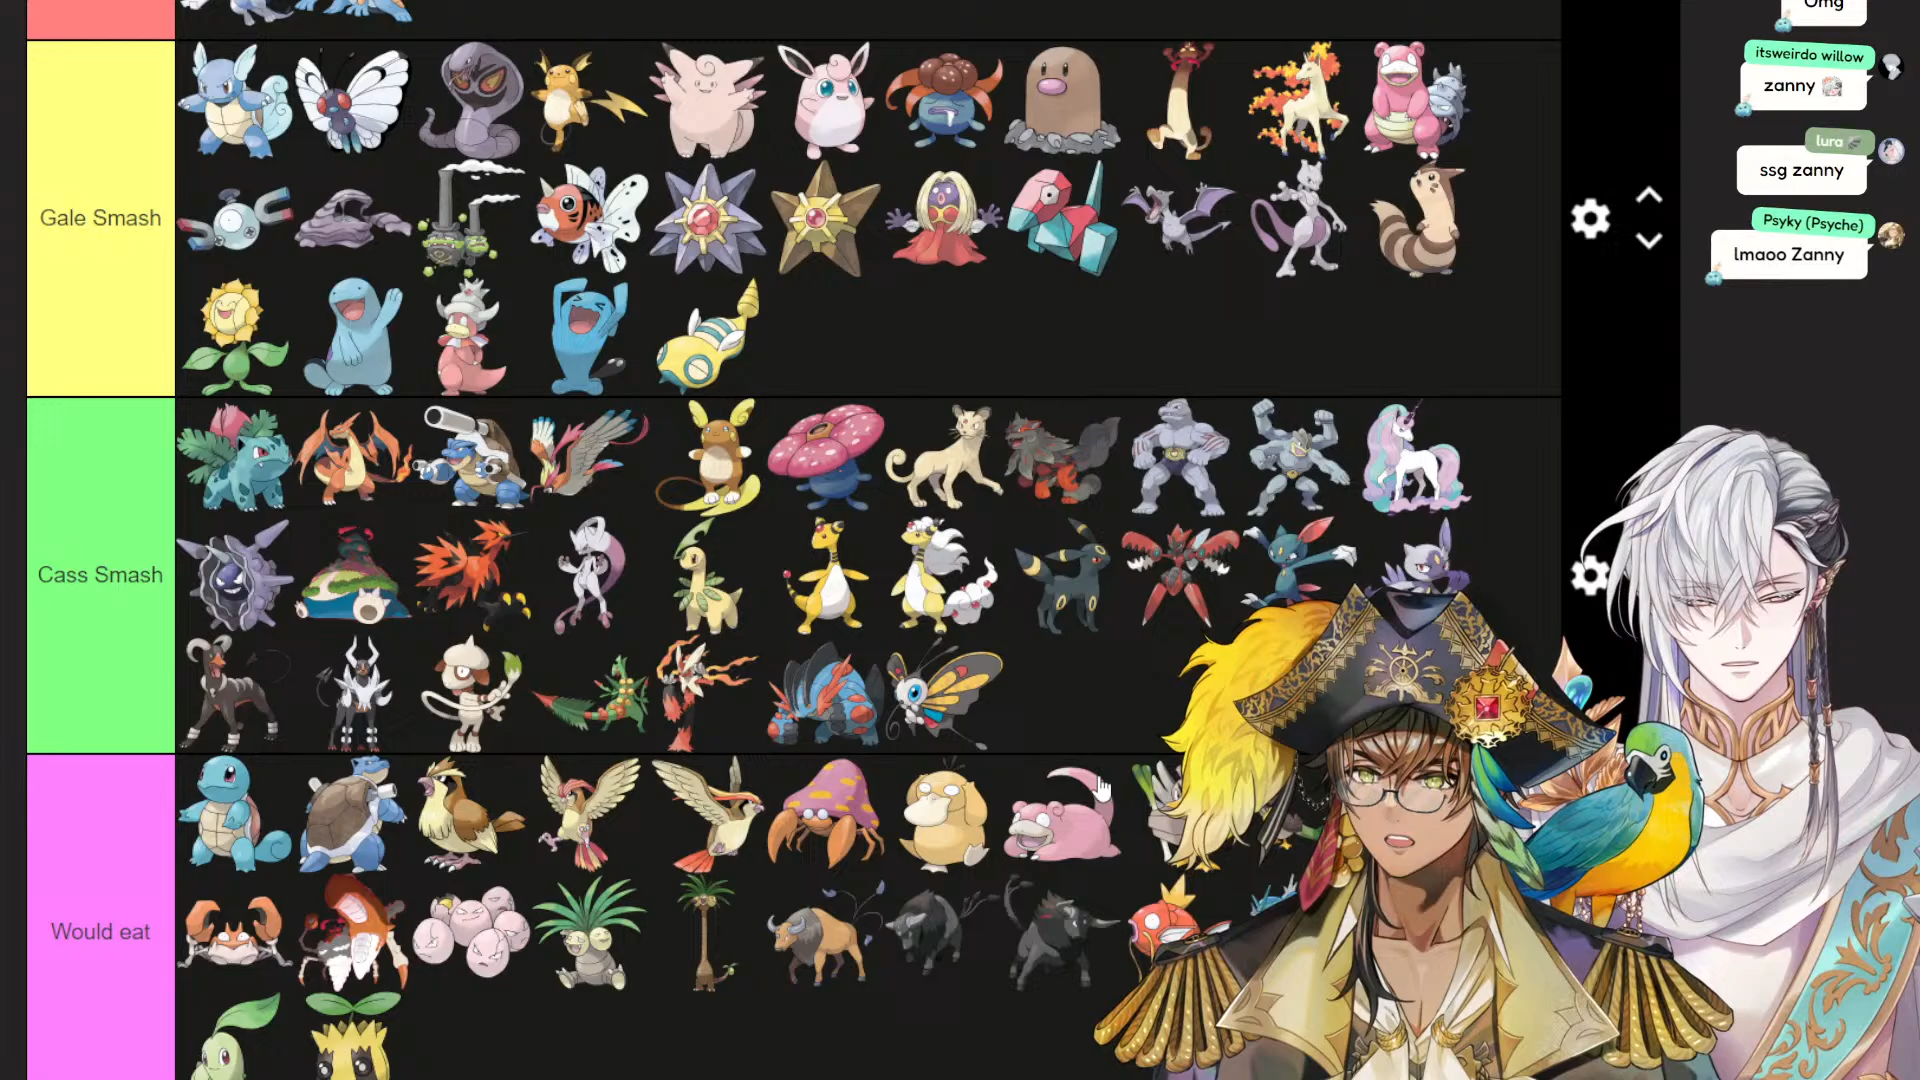 Omg
itsweirdo willow
zanny
lura
ssg zanny
Psyky (Psyche)
lmaoo Zanny
Gale Smash
Cass Smash
Would eat